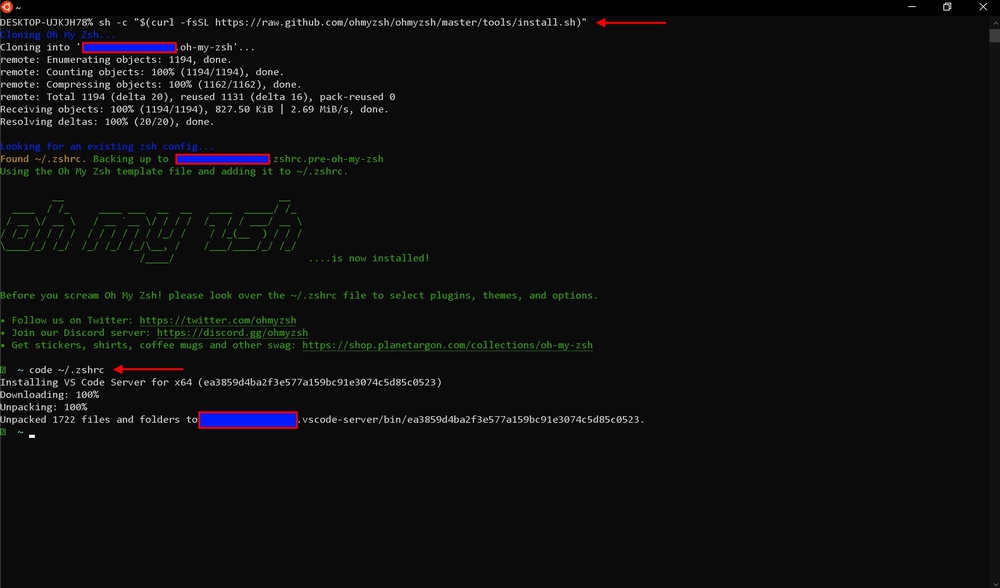 ~
DESKTOP-UJKJH78% sh -c "$(curl -fsSL https://raw.github.com/ohmyzsh/ohmyzsh/master/tools/install.sh)"
Cloning Oh My Zsh...
Cloning into '.oh-my-zsh'...
remote: Enumerating objects: 1194, done.
remote: Counting objects: 100% (1194/1194), done.
remote: Compressing objects: 100% (1162/1162), done.
remote: Total 1194 (delta 20), reused 1131 (delta 16), pack-reused 0
Receiving objects: 100% (1194/1194), 827.50 KiB | 2.69 MiB/s, done.
Resolving deltas: 100% (20/20), done.
Looking for an existing zsh config...
Found ~/.zshrc. Backing up to .zshrc.pre-oh-my-zsh
Using the Oh My Zsh template file and adding it to ~/.zshrc.
oh my zsh
....is now installed!
Before you scream Oh My Zsh! please look over the ~/.zshrc file to select plugins, themes, and options.
• Follow us on Twitter: https://twitter.com/ohmyzsh
• Join our Discord server: https://discord.gg/ohmyzsh
• Get stickers, shirts, coffee mugs and other swag: https://shop.planetargon.com/collections/oh-my-zsh
~ code ~/.zshrc
Installing VS Code Server for x64 (ea3859d4ba2f3e577a159bc91e3074c5d85c0523)
Downloading: 100%
Unpacking: 100%
Unpacked 1722 files and folders to .vscode-server/bin/ea3859d4ba2f3e577a159bc91e3074c5d85c0523.
~